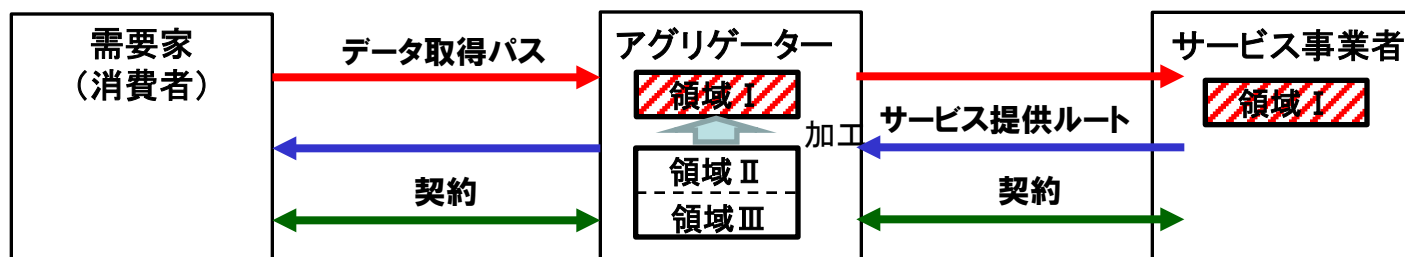 需要家
(消費者)
データ取得パス
契約
アグリゲーター
領域Ⅰ
加工
領域Ⅱ
領域Ⅲ
サービス提供ルート
契約
サービス事業者
領域Ⅰ